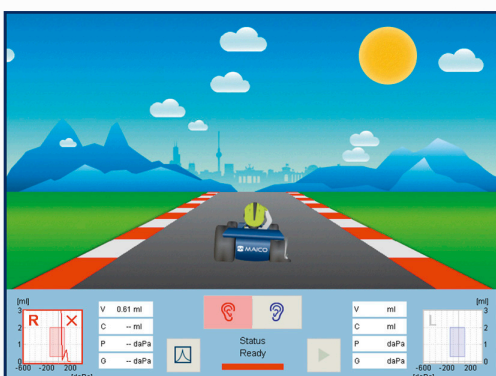 MAICO
[ml]
3
2
1
0
R
-600 -200 200
[daPa]
V 0.61 ml
C -- ml
P -- daPa
G -- daPa
Status
Ready
V ml
C ml
P daPa
G daPa
[ml]
3
2
1
0
L
-600 -200 200
[daPa]